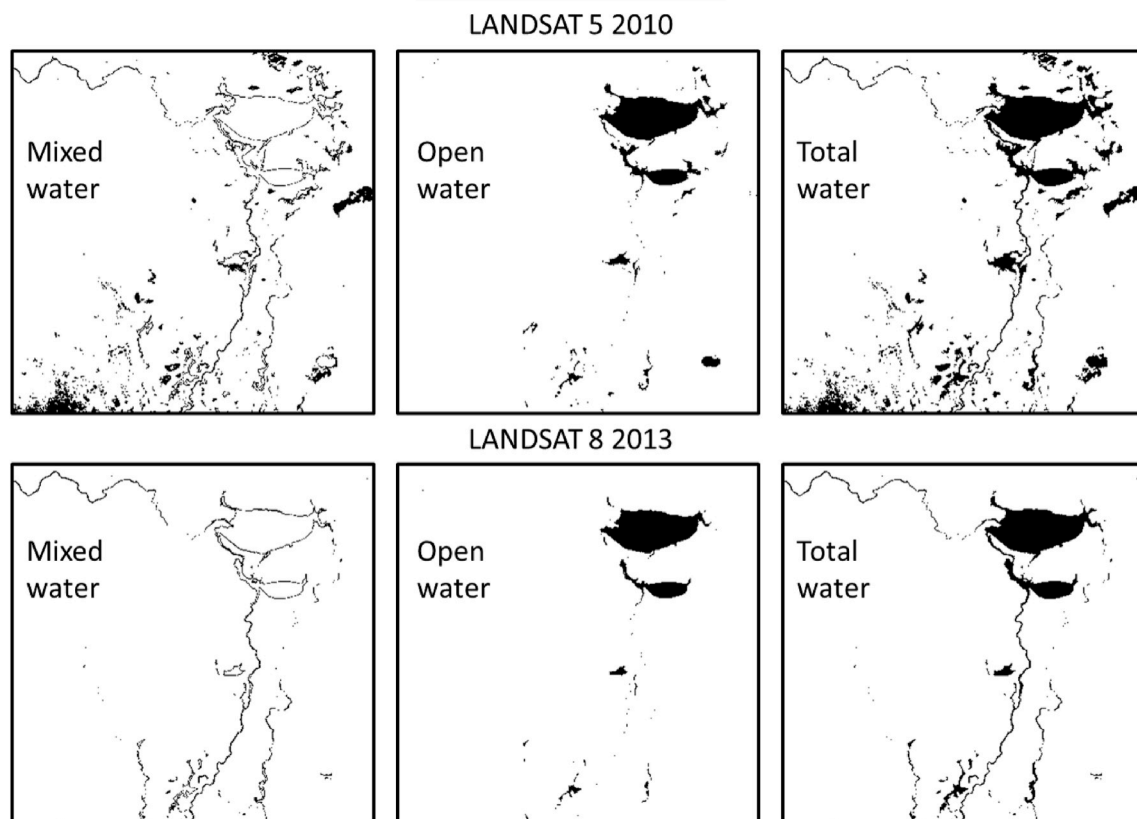 LANDSAT 5 2010
Mixed
water
Open
water
Total
water
LANDSAT 8 2013
Mixed
water
Open
water
Total
water